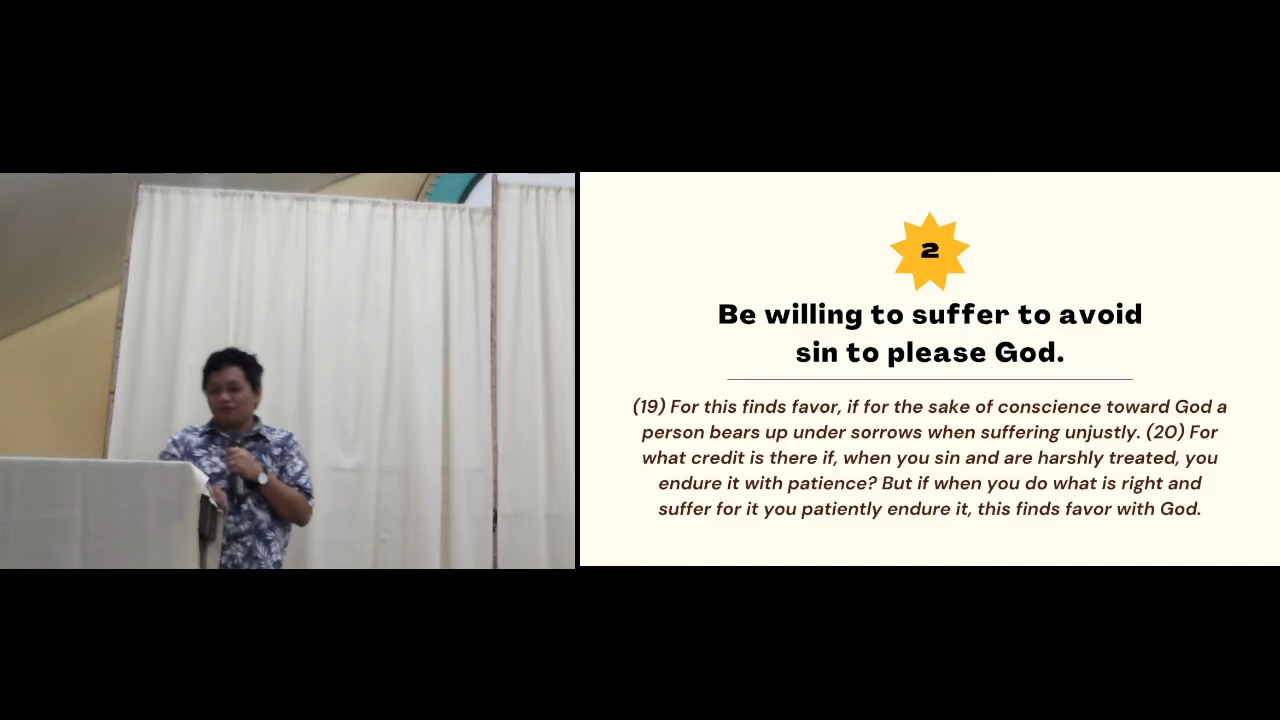 2
Be willing to suffer to avoid
sin to please God.
(19) For this finds favor, if for the sake of conscience toward God a
person bears up under sorrows when suffering unjustly. (20) For
what credit is there if, when you sin and are harshly treated, you
endure it with patience? But if when you do what is right and
suffer for it you patiently endure it, this finds favor with God.